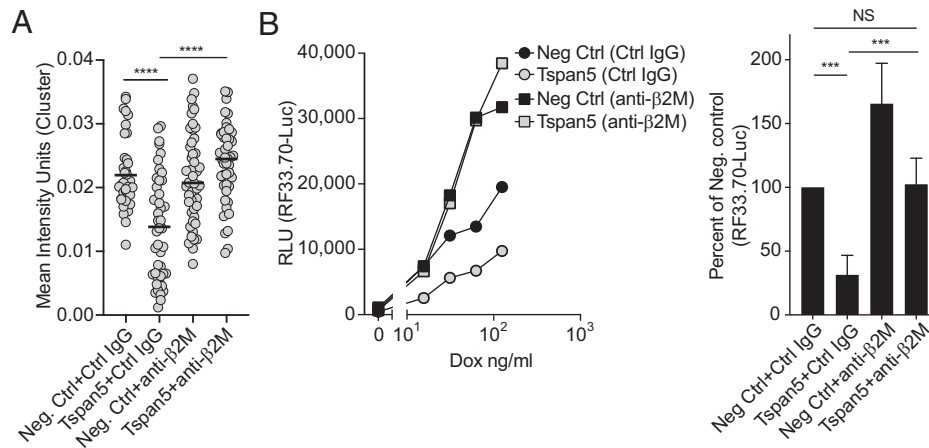 A
Mean Intensity Units (Cluster)
0.04
0.03
0.02
0.01
0.00
****
****
Neg. Ctrl+Ctrl IgG
Tspan5+Ctrl IgG
Neg. Ctrl+anti-β2M
Tspan5+anti-β2M
B
RLU (RF33.70-Luc)
40,000
30,000
20,000
10,000
0
0 10¹ 10² 10³
Dox ng/ml
Neg Ctrl (Ctrl IgG)
Tspan5 (Ctrl IgG)
Neg Ctrl (anti-β2M)
Tspan5 (anti-β2M)
Percent of Neg. control
(RF33.70-Luc)
200
150
100
50
0
NS
***
***
Neg Ctrl+Ctrl IgG
Tspan5+Ctrl IgG
Neg Ctrl+anti-β2M
Tspan5+anti-β2M